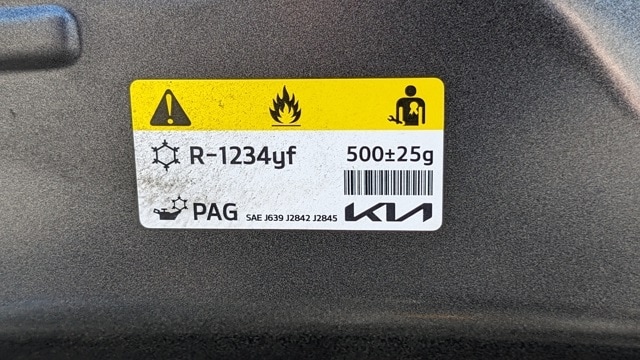 R-1234yf 500±25g
PAG SAE J639 J2842 J2845 KIA